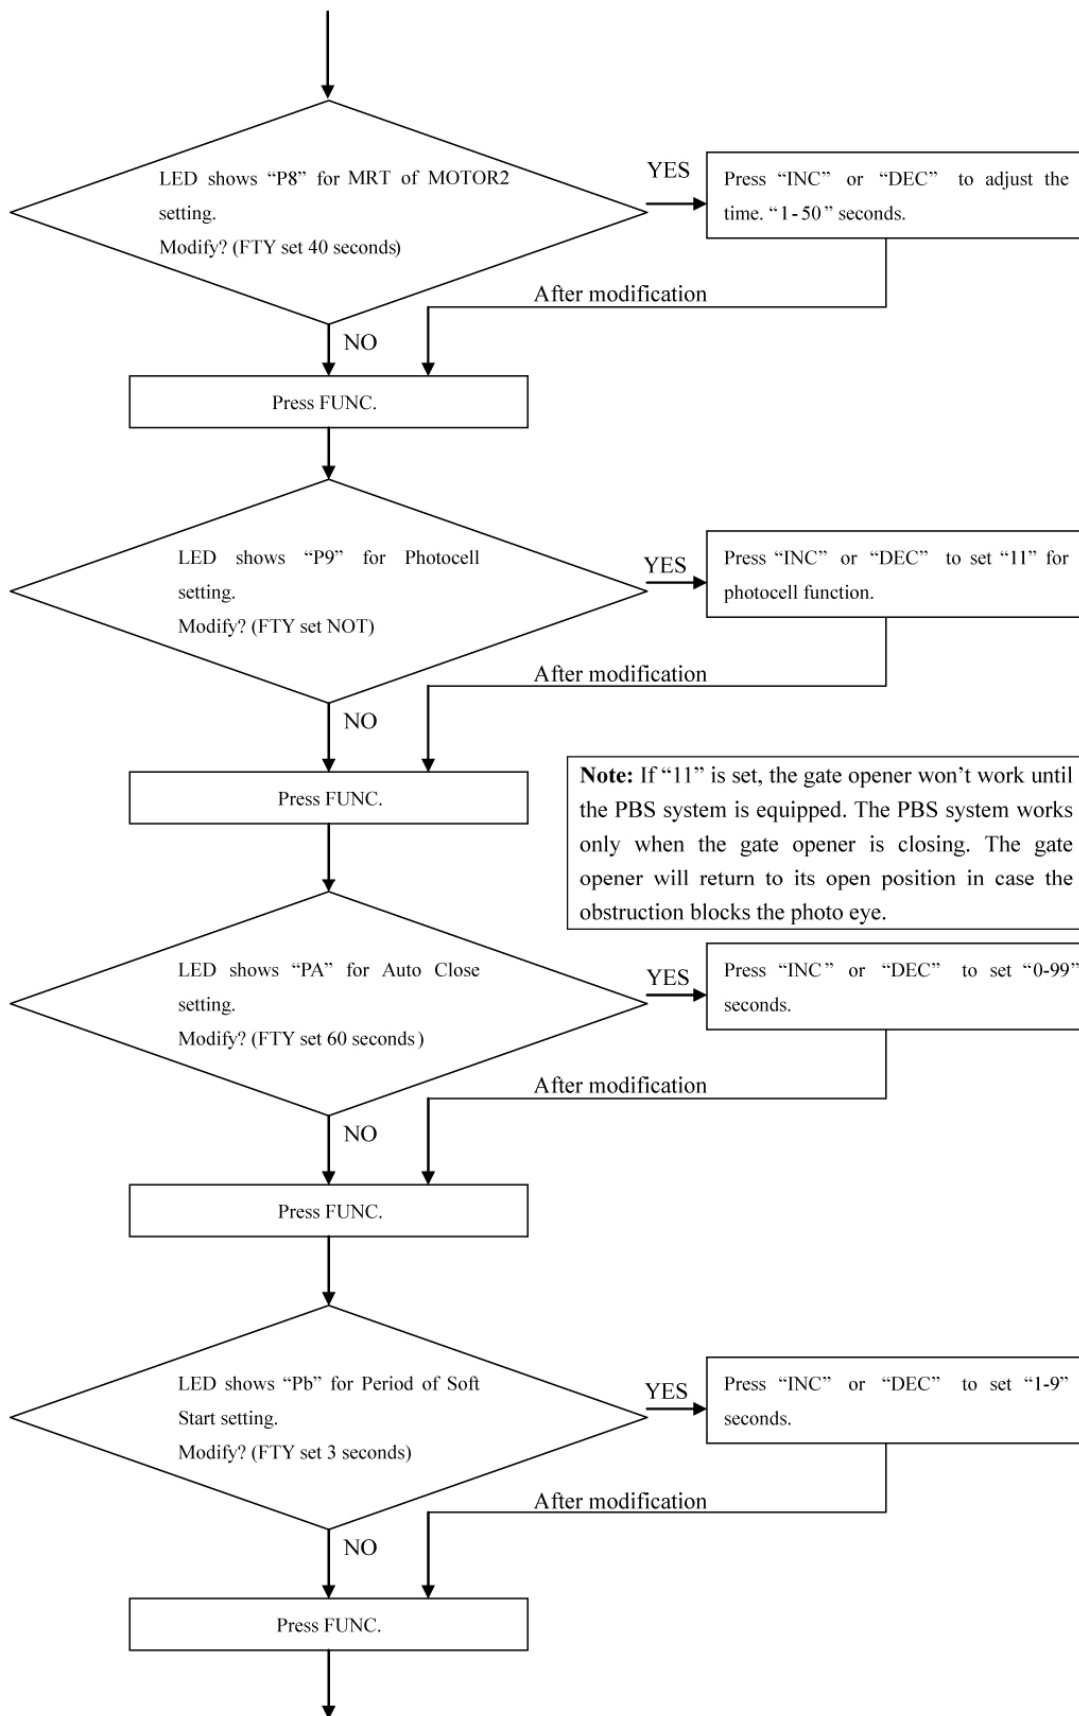 LED shows “P8” for MRT of MOTOR2
setting.
Modify? (FTY set 40 seconds)
YES
Press “INC” or “DEC” to adjust the
time. “1-50” seconds.
After modification
NO
Press FUNC.
LED shows “P9” for Photocell
setting.
Modify? (FTY set NOT)
YES
Press “INC” or “DEC” to set “11” for
photocell function.
After modification
NO
Press FUNC.
Note: If “11” is set, the gate opener won’t work until
the PBS system is equipped. The PBS system works
only when the gate opener is closing. The gate
opener will return to its open position in case the
obstruction blocks the photo eye.
LED shows “PA” for Auto Close
setting.
Modify? (FTY set 60 seconds)
YES
Press “INC” or “DEC” to set “0-99”
seconds.
After modification
NO
Press FUNC.
LED shows “Pb” for Period of Soft
Start setting.
Modify? (FTY set 3 seconds)
YES
Press “INC” or “DEC” to set “1-9”
seconds.
After modification
NO
Press FUNC.